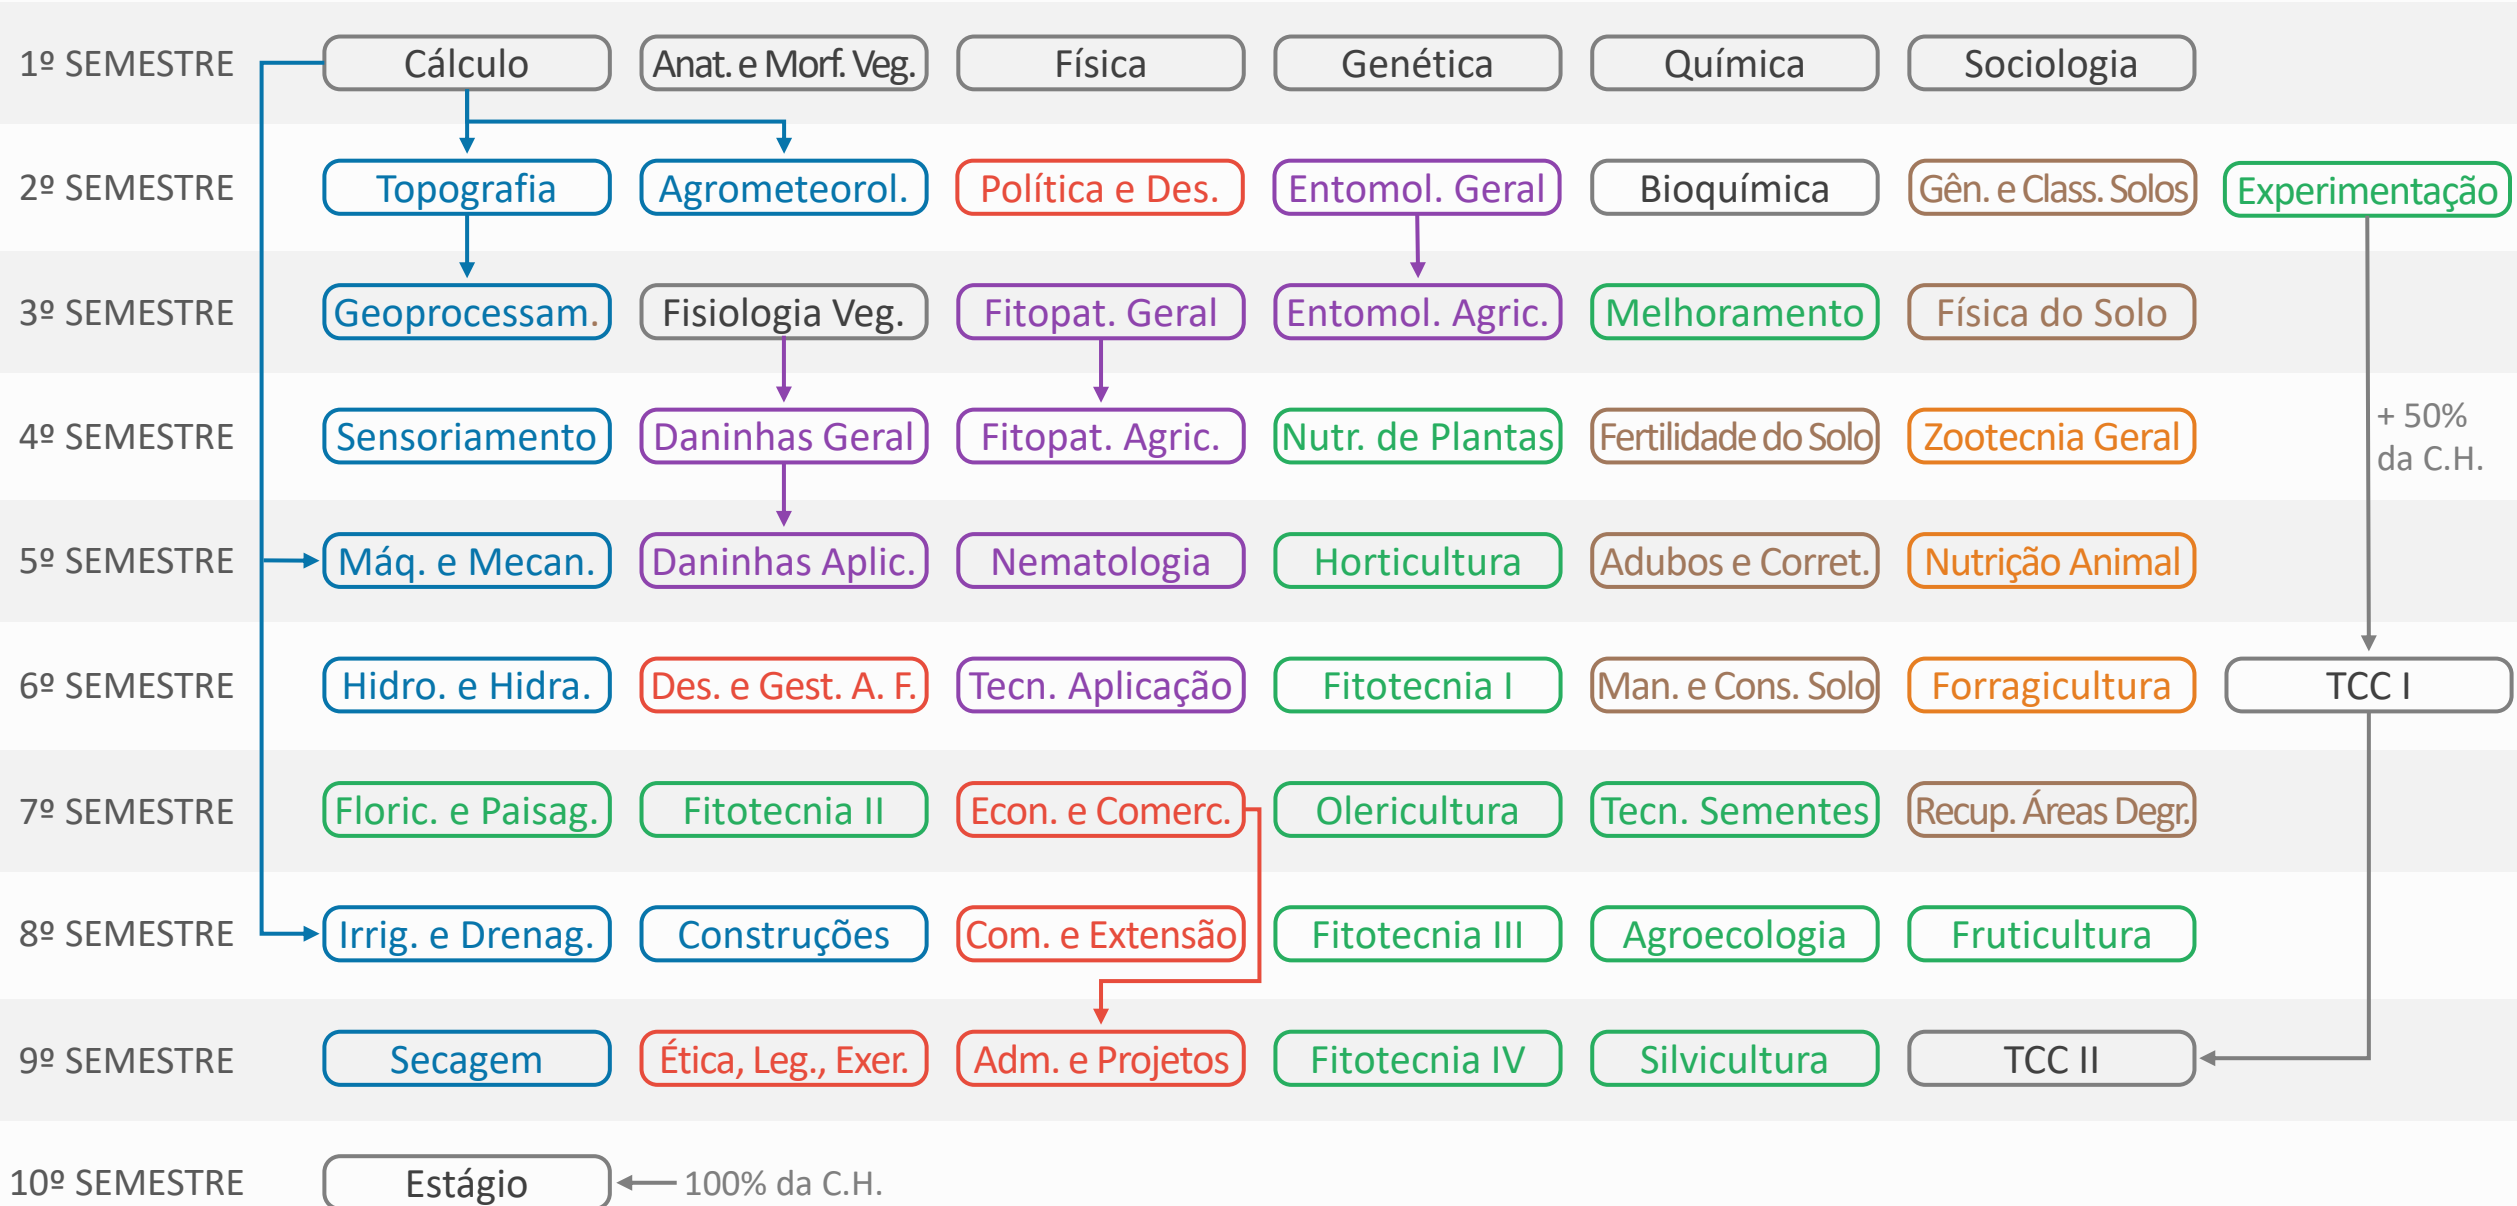 1º SEMESTRE
Cálculo
Anat. e Morf. Veg.
Física
Genética
Química
Sociologia
2º SEMESTRE
Topografia
Agrometeorol.
Política e Des.
Entomol. Geral
Bioquímica
Gên. e Class. Solos
Experimentação
3º SEMESTRE
Geoprocessam.
Fisiologia Veg.
Fitopat. Geral
Entomol. Agric.
Melhoramento
Física do Solo
4º SEMESTRE
Sensoriamento
Daninhas Geral
Fitopat. Agric.
Nutr. de Plantas
Fertilidade do Solo
Zootecnia Geral
+ 50%
da C.H.
5º SEMESTRE
Máq. e Mecan.
Daninhas Aplic.
Nematologia
Horticultura
Adubos e Corret.
Nutrição Animal
6º SEMESTRE
Hidro. e Hidra.
Des. e Gest. A. F.
Tecn. Aplicação
Fitotecnia I
Man. e Cons. Solo
Forragicultura
TCC I
7º SEMESTRE
Floric. e Paisag.
Fitotecnia II
Econ. e Comerc.
Olericultura
Tecn. Sementes
Recup. Áreas Degr.
8º SEMESTRE
Irrig. e Drenag.
Construções
Com. e Extensão
Fitotecnia III
Agroecologia
Fruticultura
9º SEMESTRE
Secagem
Ética, Leg., Exer.
Adm. e Projetos
Fitotecnia IV
Silvicultura
TCC II
10º SEMESTRE
Estágio
100% da C.H.